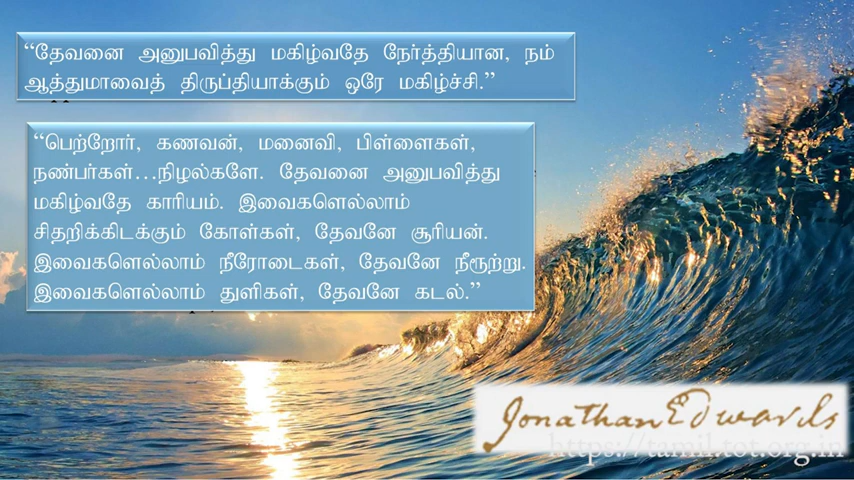 “தேவனை அனுபவித்து மகிழ்வதே நேர்த்தியான, நம்
ஆத்துமாவைத் திருப்தியாக்கும் ஒரே மகிழ்ச்சி.”
“பெற்றோர், கணவன், மனைவி, பிள்ளைகள்,
நண்பர்கள்...நிழல்களே. தேவனை அனுபவித்து
மகிழ்வதே காரியம். இவைகளெல்லாம்
சிதறிக்கிடக்கும் கோள்கள், தேவனே சூரியன்.
இவைகளெல்லாம் நீரோடைகள், தேவனே நீரூற்று.
இவைகளெல்லாம் துளிகள், தேவனே கடல்.”
Jonathan Edwards
https://tamil.tot.org.in